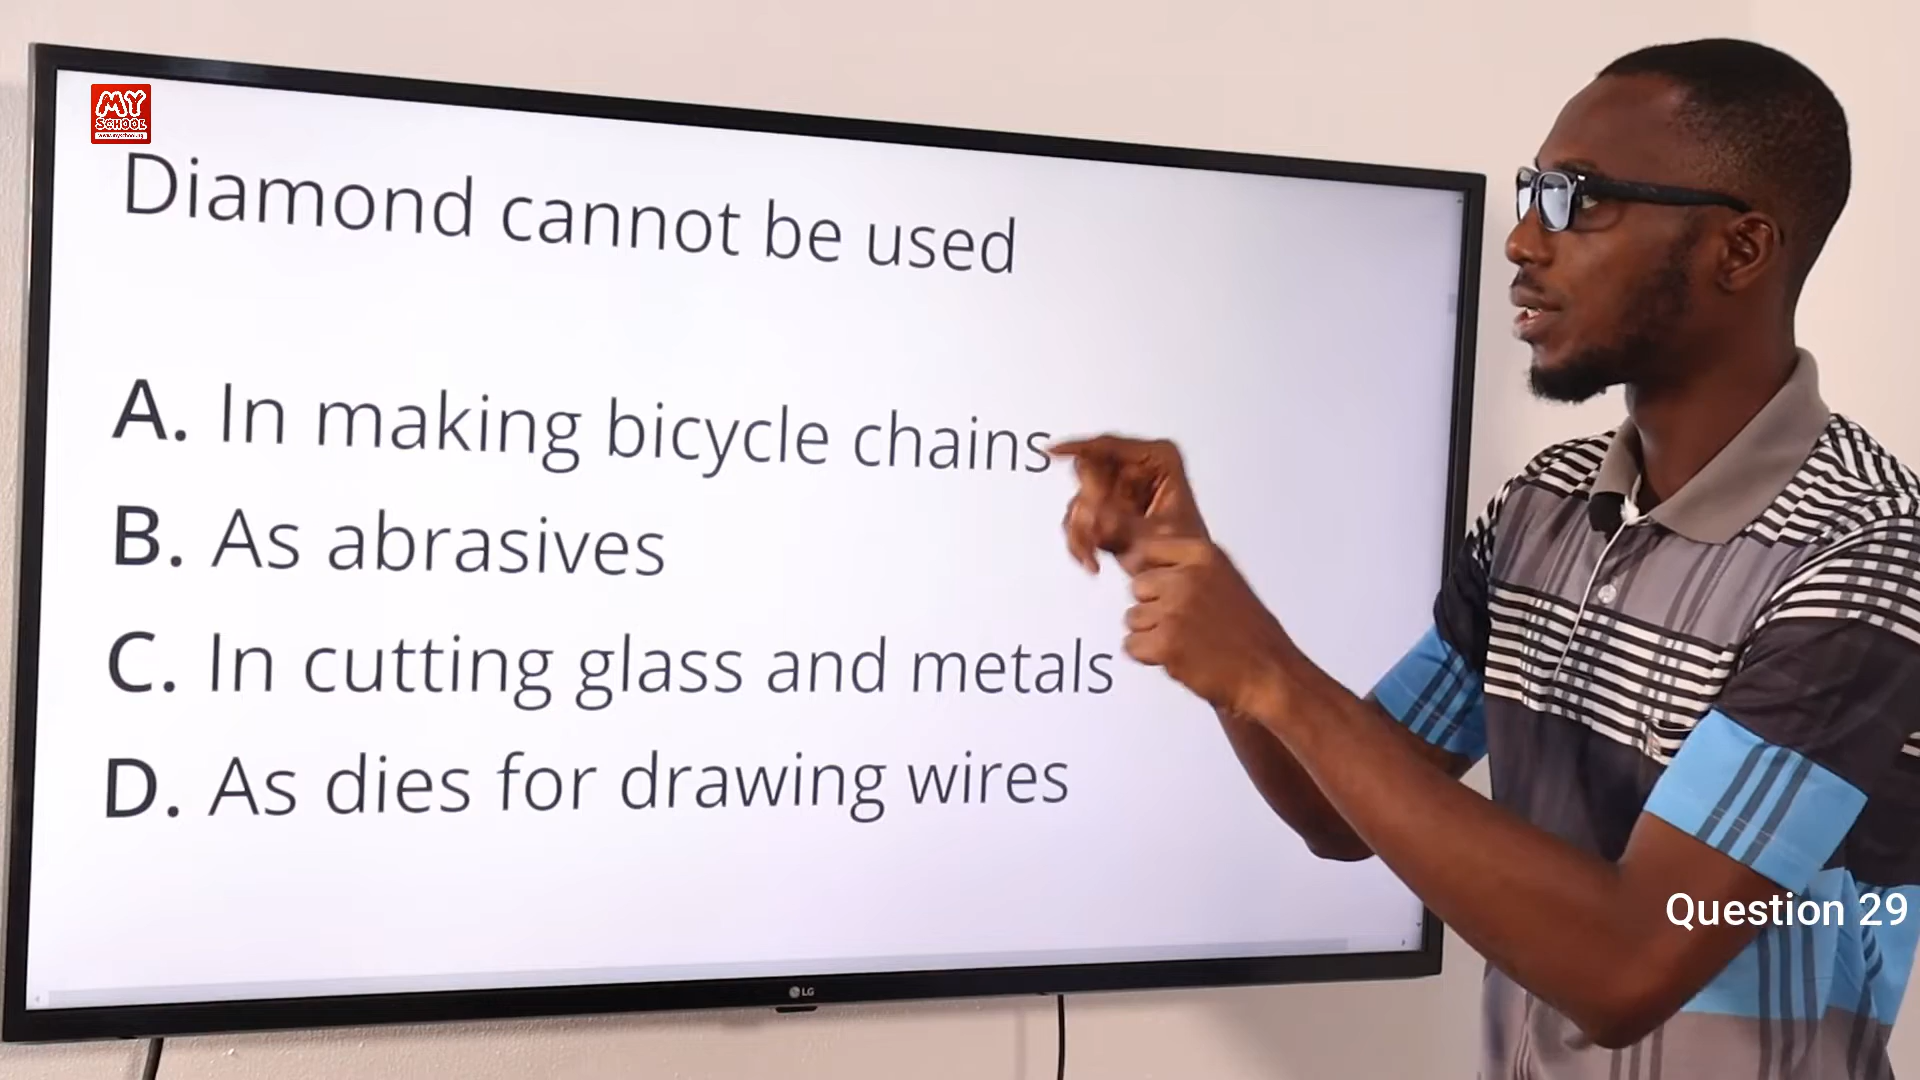 MY
SCHOOL
Diamond cannot be used
A. In making bicycle chains
B. As abrasives
C. In cutting glass and metals
D. As dies for drawing wires
Question 29
LG